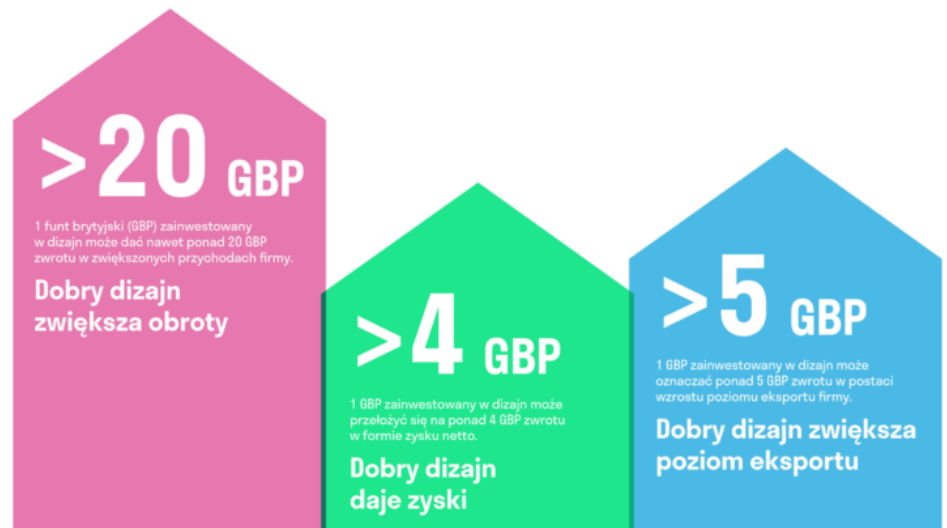 >20 GBP
1 funt brytyjski (GBP) zainwestowany
w dizajn może dać nawet ponad 20 GBP
zwrotu w zwiększonych przychodach firmy.
Dobry dizajn
zwiększa obroty
>4 GBP
1 GBP zainwestowany w dizajn może
przełożyć się na ponad 4 GBP zwrotu
w formie zysku netto.
Dobry dizajn
daje zyski
>5 GBP
1 GBP zainwestowany w dizajn może
oznaczać ponad 5 GBP zwrotu w postaci
wzrostu poziomu eksportu firmy.
Dobry dizajn zwiększa
poziom eksportu